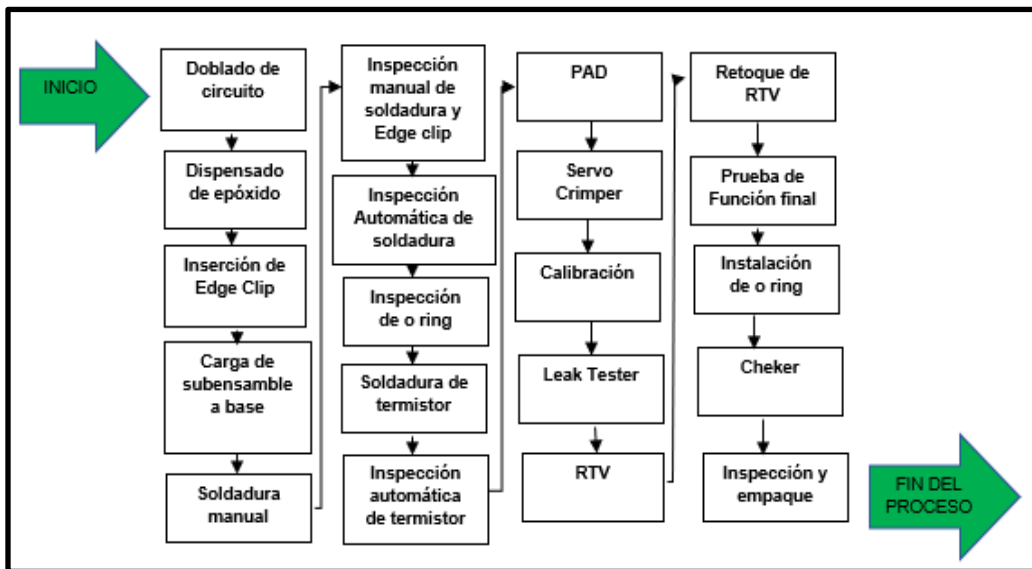 INICIO
Doblado de
circuito
Dispensado
de epóxido
Inserción de
Edge Clip
Carga de
subensamble
a base
Soldadura
manual
Inspección
manual de
soldadura y
Edge clip
Inspección
Automática de
soldadura
Inspección
de o ring
Soldadura de
termistor
Inspección
automática
de termistor
PAD
Servo
Crimper
Calibración
Leak Tester
RTV
Retoque de
RTV
Prueba de
Función final
Instalación
de o ring
Cheker
Inspección y
empaque
FIN DEL
PROCESO